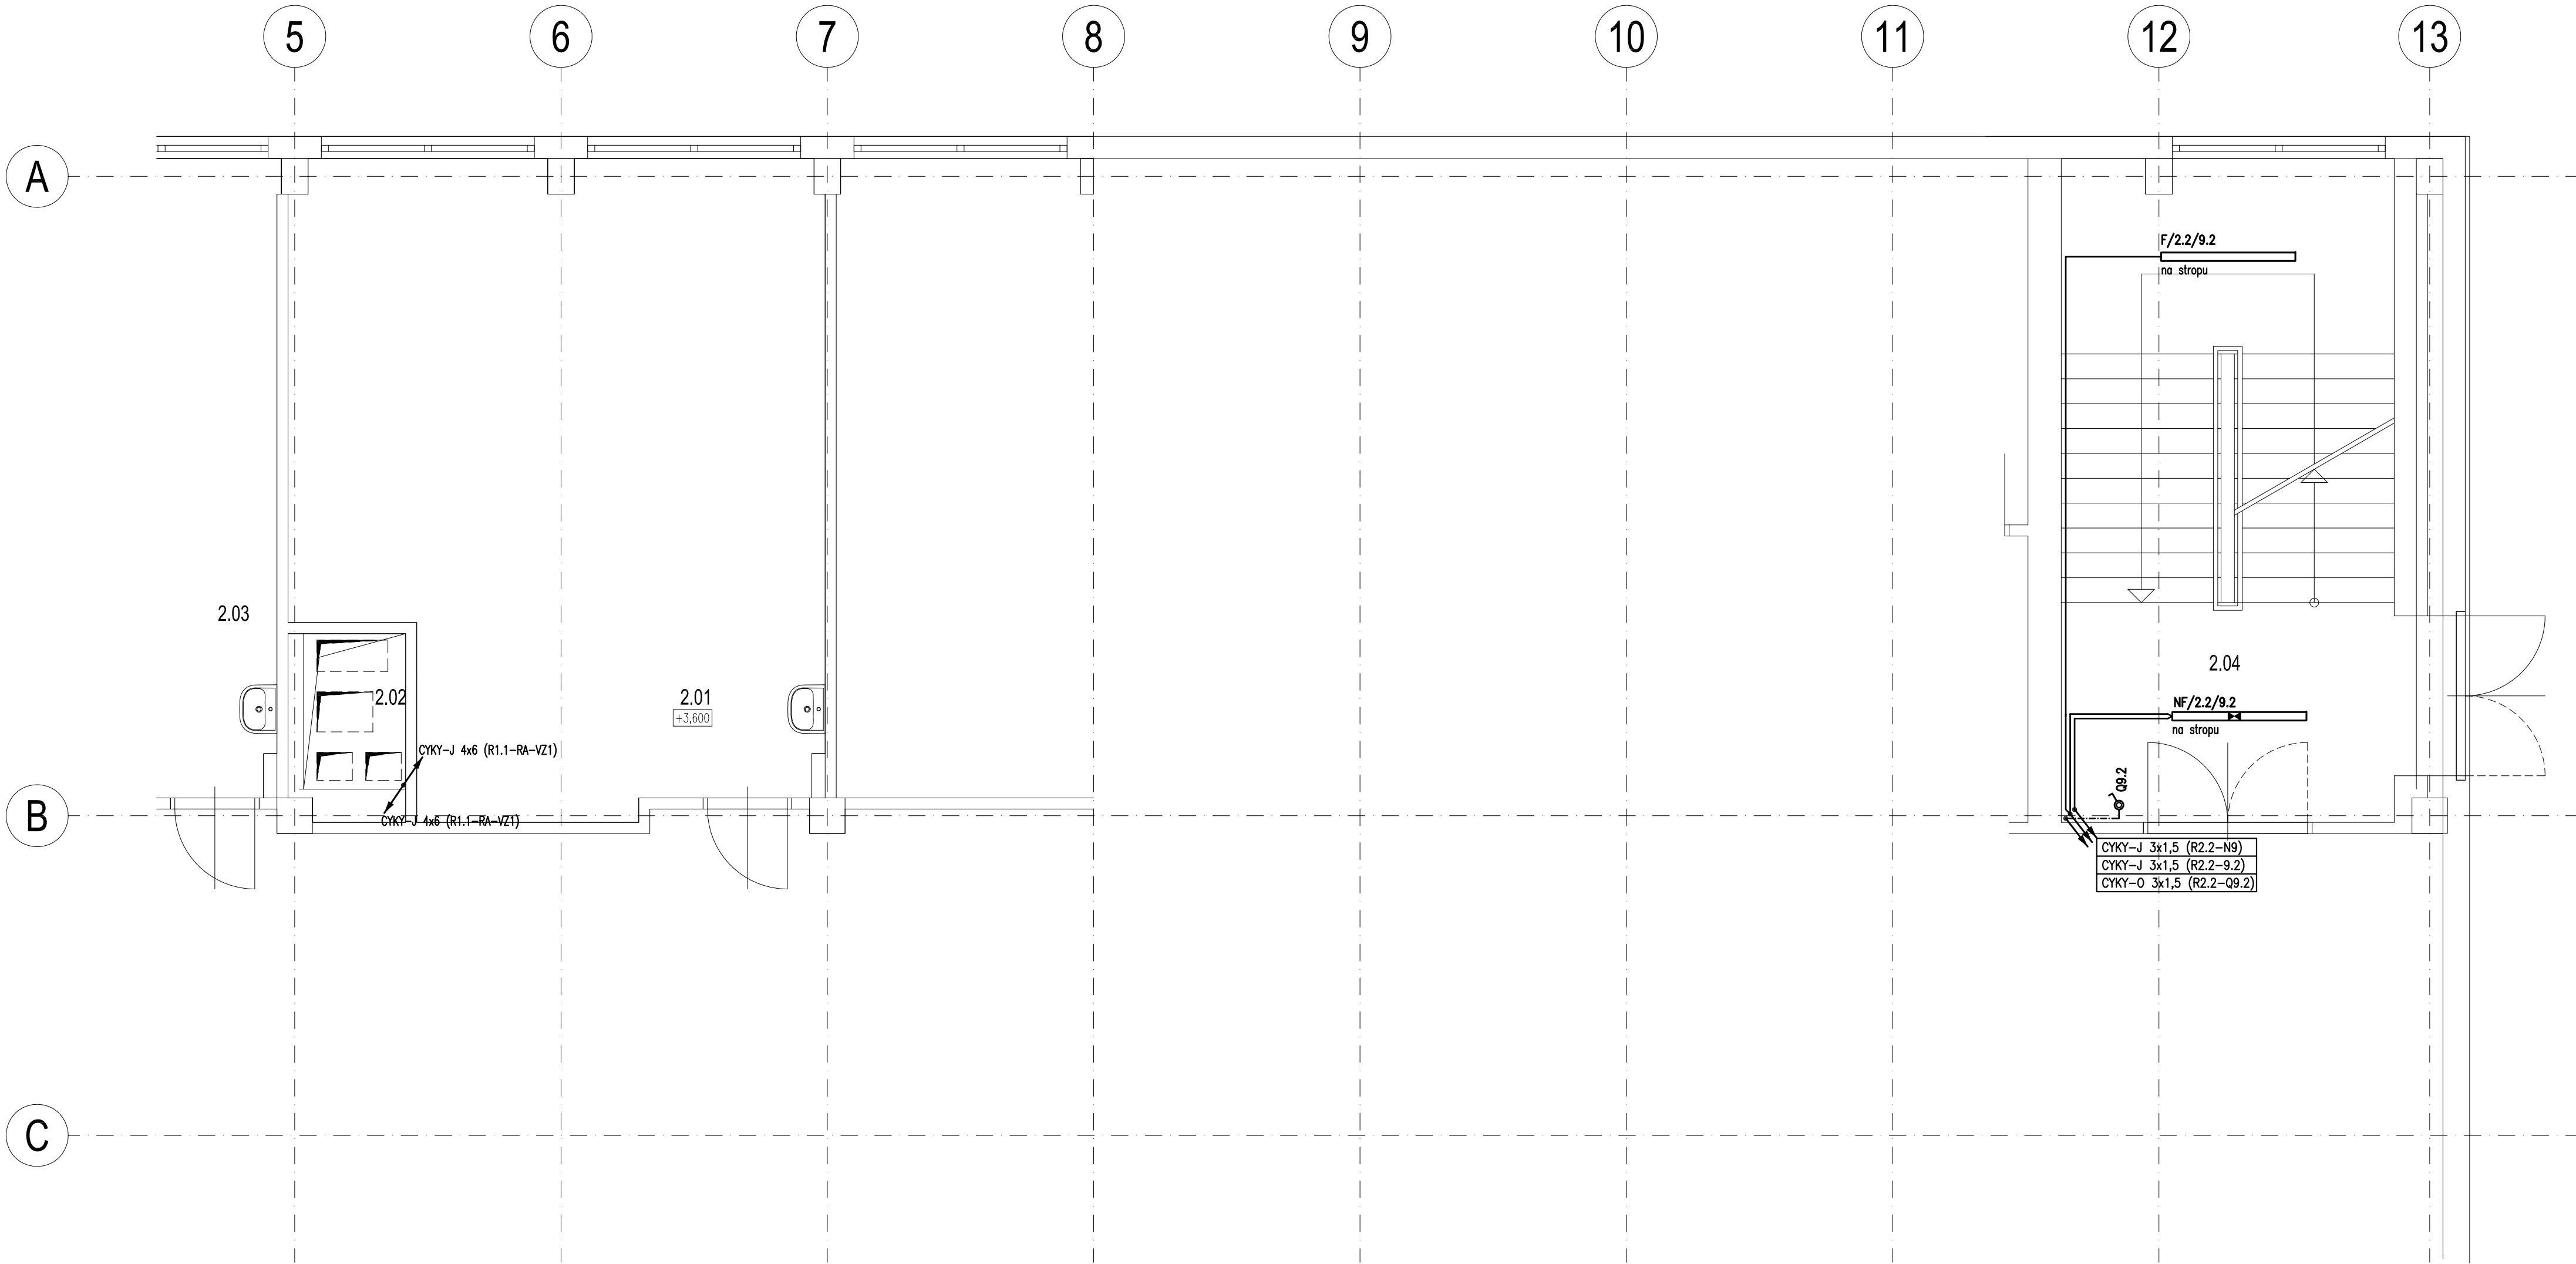 5
6
7
8
9
10
11
12
13
A
F/2.2/9.2
na stropu
2.03
2.02
2.01
+3,600
2.04
NF/2.2/9.2
na stropu
CYKY-J 4x6 (R1.1-RA-VZ1)
Q9.2
B
CYKY-J 4x6 (R1.1-RA-VZ1)
CYKY-J 3x1,5 (R2.2-N9)
CYKY-J 3x1,5 (R2.2-9.2)
CYKY-O 3x1,5 (R2.2-Q9.2)
C